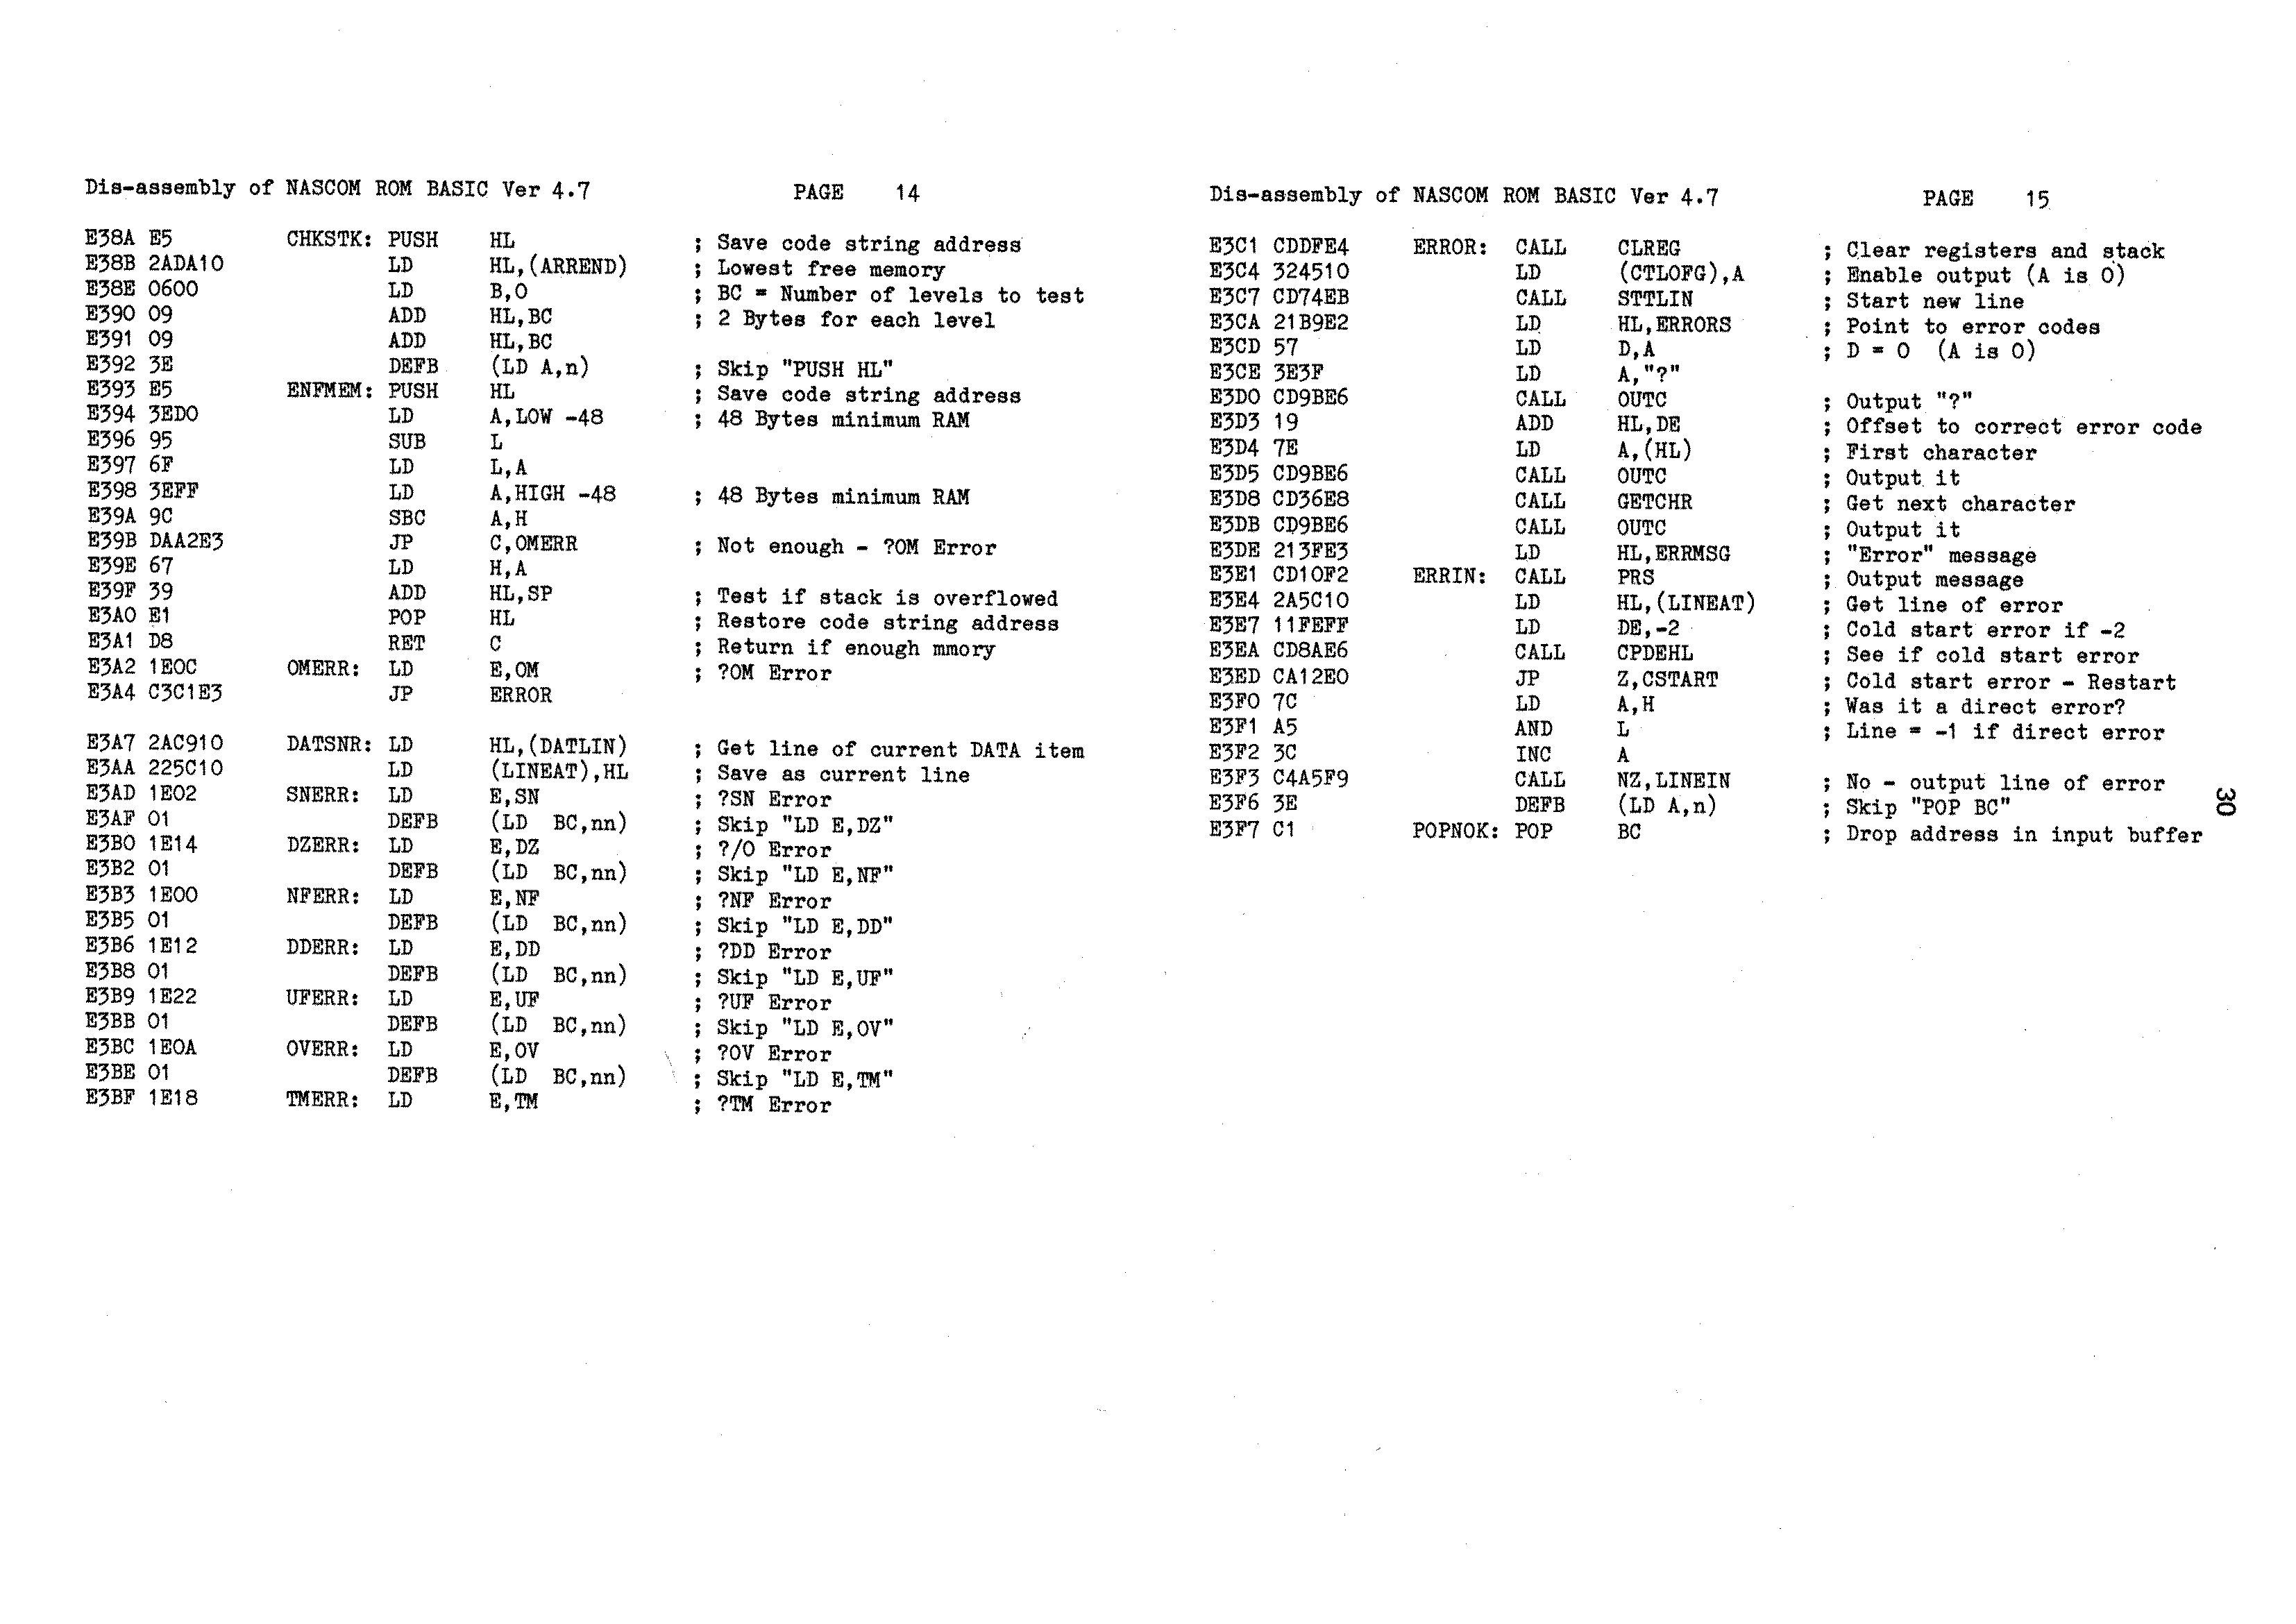 Dis-assembly of NASCOM ROM BASIC Ver 4.7 PAGE 14
E38A E5 CHKSTK: PUSH HL ; Save code string address
E38B 2ADA10 LD HL,(ARREND) ; Lowest free memory
E38E 0600 LD B,0 ; BC = Number of levels to test
E390 09 ADD HL,BC ; 2 Bytes for each level
E391 09 ADD HL,BC
E392 3E DEFB (LD A,n) ; Skip "PUSH HL"
E393 E5 ENFMEM: PUSH HL ; Save code string address
E394 3ED0 LD A,LOW -48 ; 48 Bytes minimum RAM
E396 95 SUB L
E397 6F LD L,A
E398 3EFF LD A,HIGH -48 ; 48 Bytes minimum RAM
E39A 9C SBC A,H
E39B DAA2E3 JP C,OMERR ; Not enough - ?OM Error
E39E 67 LD H,A
E39F 39 ADD HL,SP ; Test if stack is overflowed
E3A0 E1 POP HL ; Restore code string address
E3A1 D8 RET C ; Return if enough mmory
E3A2 1E0C OMERR: LD E,OM ; ?OM Error
E3A4 C3C1E3 JP ERROR
E3A7 2AC910 DATSNR: LD HL,(DATLIN) ; Get line of current DATA item
E3AA 225C10 LD (LINEAT),HL ; Save as current line
E3AD 1E02 SNERR: LD E,SN ; ?SN Error
E3AF 01 DEFB (LD BC,nn) ; Skip "LD E,DZ"
E3B0 1E14 DZERR: LD E,DZ ; ?/0 Error
E3B2 01 DEFB (LD BC,nn) ; Skip "LD E,NF"
E3B3 1E00 NFERR: LD E,NF ; ?NF Error
E3B5 01 DEFB (LD BC,nn) ; Skip "LD E,DD"
E3B6 1E12 DDERR: LD E,DD ; ?DD Error
E3B8 01 DEFB (LD BC,nn) ; Skip "LD E,UF"
E3B9 1E22 UFERR: LD E,UF ; ?UF Error
E3BB 01 DEFB (LD BC,nn) ; Skip "LD E,OV"
E3BC 1E0A OVERR: LD E,OV ; ?OV Error
E3BE 01 DEFB (LD BC,nn) ; Skip "LD E,TM"
E3BF 1E18 TMERR: LD E,TM ; ?TM Error
Dis-assembly of NASCOM ROM BASIC Ver 4.7 PAGE 15
E3C1 CDDFE4 ERROR: CALL CLREG ; Clear registers and stack
E3C4 324510 LD (CTLOFG),A ; Enable output (A is 0)
E3C7 CD74EB CALL STTLIN ; Start new line
E3CA 21B9E2 LD HL,ERRORS ; Point to error codes
E3CD 57 LD D,A ; D = 0 (A is 0)
E3CE 3E3F LD A,"?"
E3D0 CD9BE6 CALL OUTC ; Output "?"
E3D3 19 ADD HL,DE ; Offset to correct error code
E3D4 7E LD A,(HL) ; First character
E3D5 CD9BE6 CALL OUTC ; Output it
E3D8 CD36E8 CALL GETCHR ; Get next character
E3DB CD9BE6 CALL OUTC ; Output it
E3DE 213FE3 LD HL,ERRMSG ; "Error" message
E3E1 CD10F2 ERRIN: CALL PRS ; Output message
E3E4 2A5C10 LD HL,(LINEAT) ; Get line of error
E3E7 11FEFF LD DE,-2 ; Cold start error if -2
E3EA CD8AE6 CALL CPDEHL ; See if cold start error
E3ED CA12E0 JP Z,CSTART ; Cold start error - Restart
E3F0 7C LD A,H ; Was it a direct error?
E3F1 A5 AND L ; Line = -1 if direct error
E3F2 3C INC A
E3F3 C4A5F9 CALL NZ,LINEIN ; No - output line of error
E3F6 3E DEFB (LD A,n) ; Skip "POP BC"
E3F7 C1 POPNOK: POP BC ; Drop address in input buffer
30